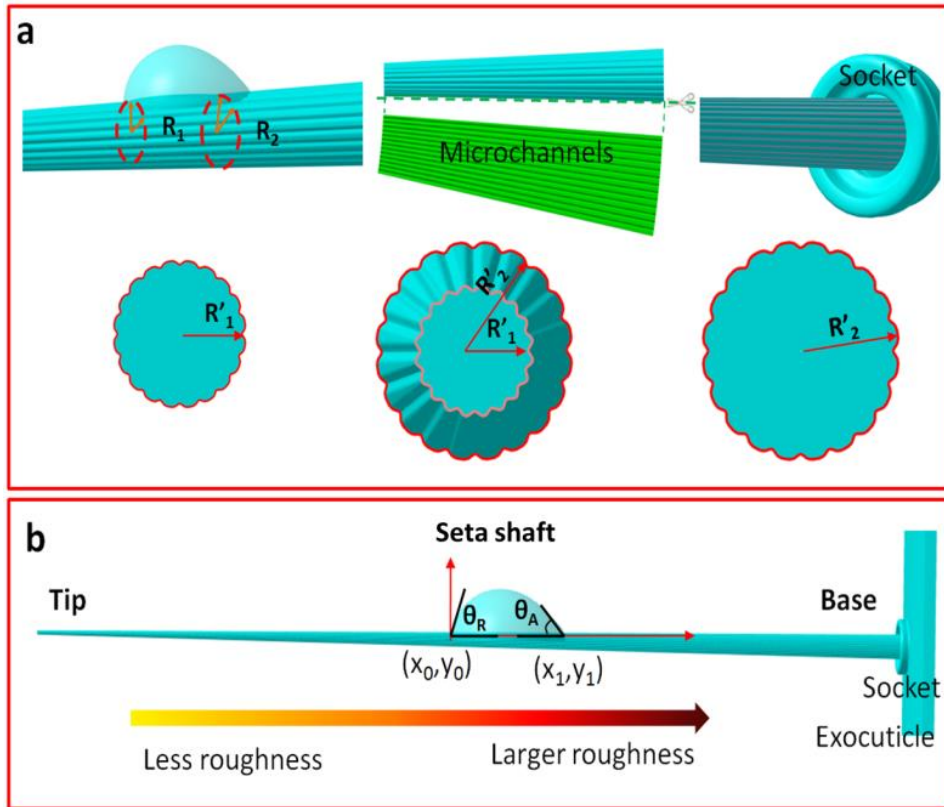 a
R₁
R₂
Microchannels
Socket
R'₁
R'₂
R'₁
R'₂
b
Seta shaft
Tip
Base
θR
θA
(x₀,y₀)
(x₁,y₁)
Socket
Exocuticle
Less roughness
Larger roughness